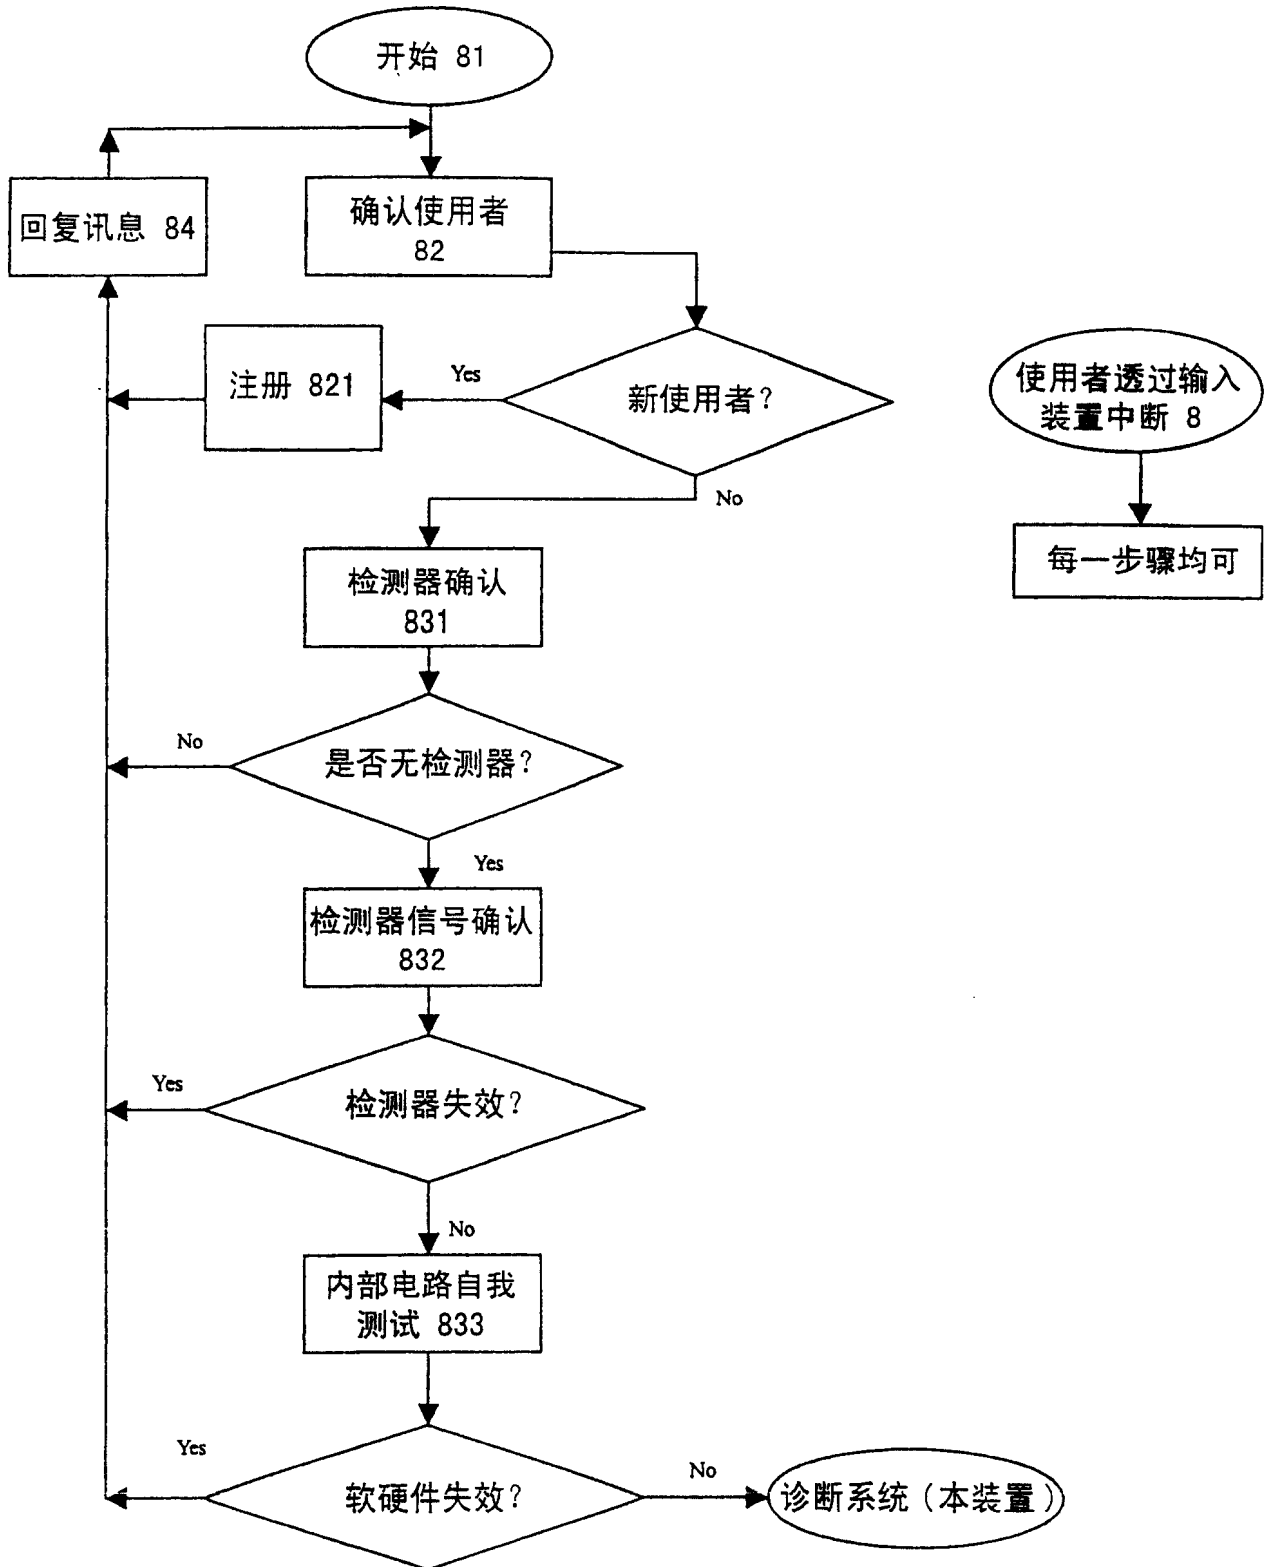 开始 81
回复讯息 84
确认使用者
82
注册 821
Yes
新使用者？
使用者透过输入
装置中断 8
No
每一步骤均可
检测器确认
831
No
是否无检测器？
Yes
检测器信号确认
832
Yes
检测器失效？
No
内部电路自我
测试 833
Yes
软硬件失效？
No
诊断系统（本装置）